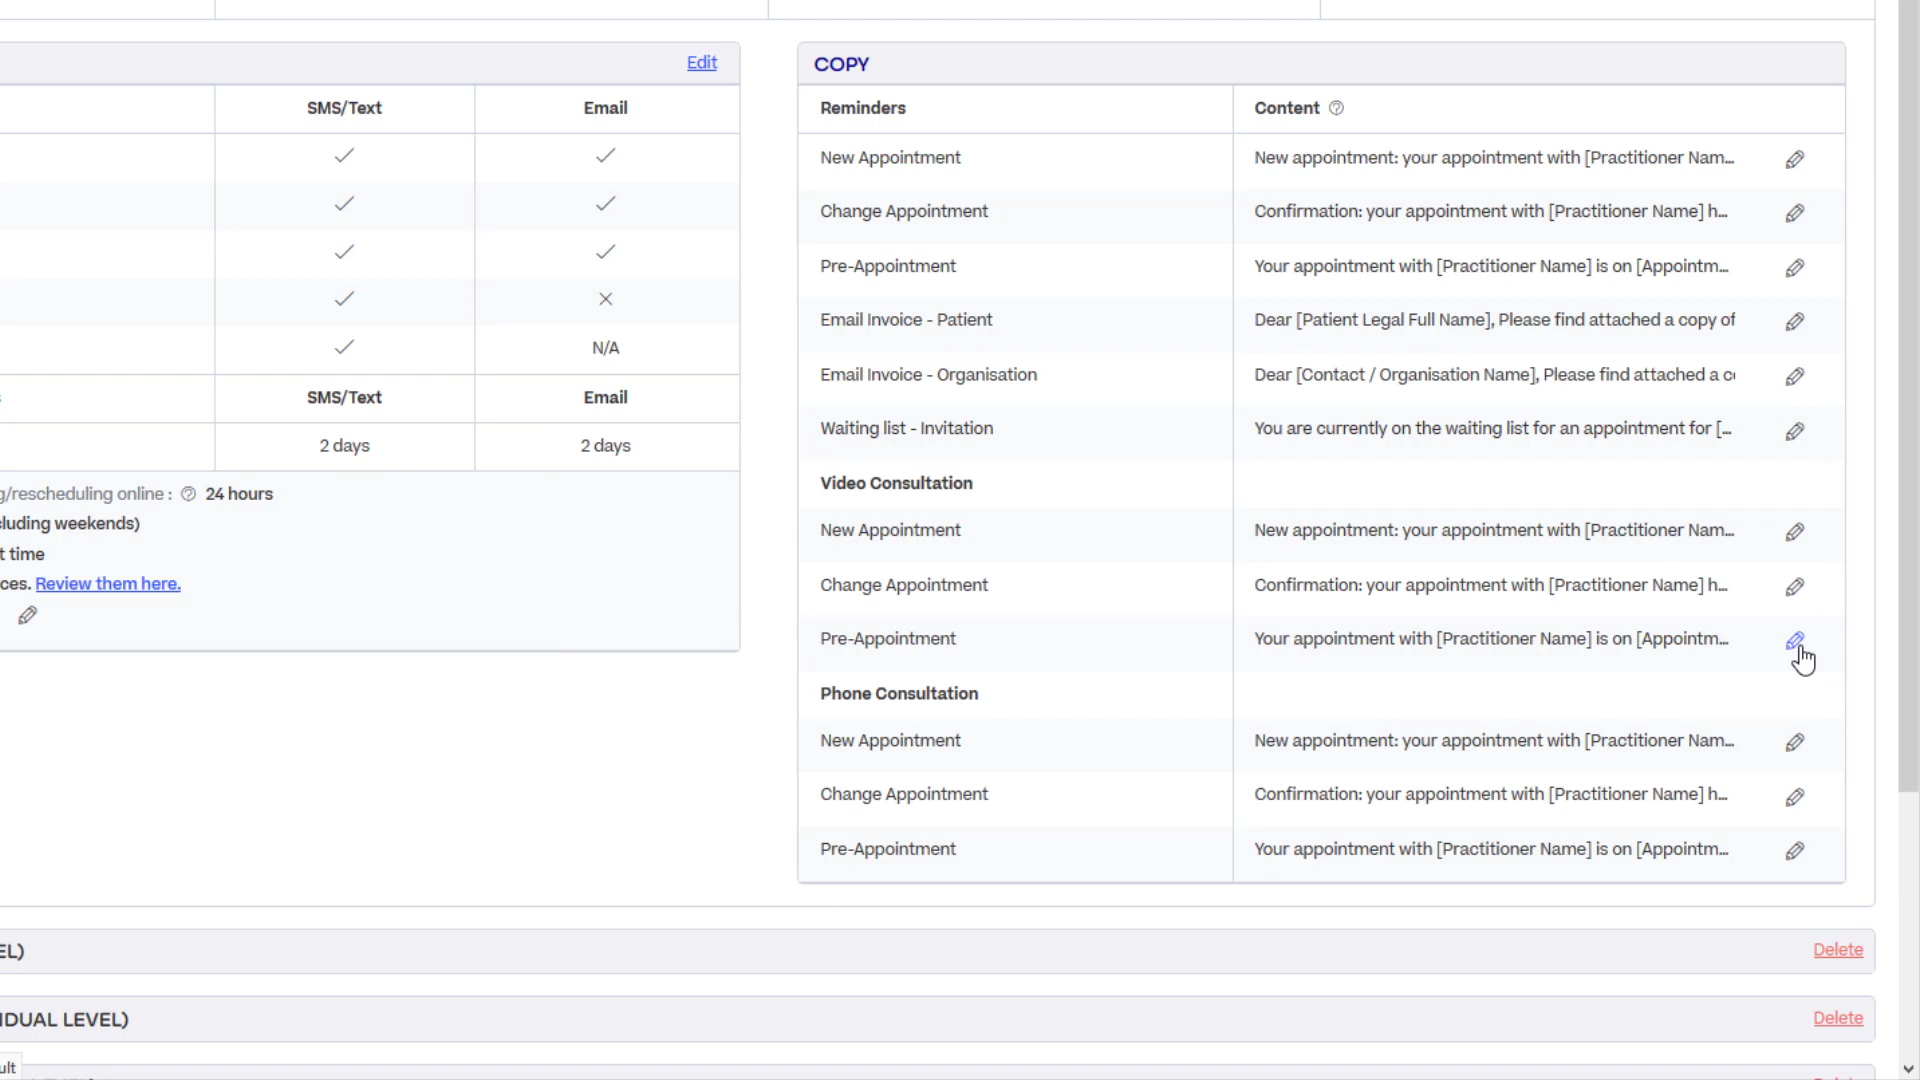 Edit
SMS/Text Email
N/A
SMS/Text Email
2 days 2 days
g/rescheduling online : 24 hours
cluding weekends)
t time
ces. Review them here.
COPY
Reminders Content
New Appointment New appointment: your appointment with [Practitioner Nam...
Change Appointment Confirmation: your appointment with [Practitioner Name] h...
Pre-Appointment Your appointment with [Practitioner Name] is on [Appointm...
Email Invoice - Patient Dear [Patient Legal Full Name], Please find attached a copy of
Email Invoice - Organisation Dear [Contact / Organisation Name], Please find attached a c
Waiting list - Invitation You are currently on the waiting list for an appointment for [...
Video Consultation
New Appointment New appointment: your appointment with [Practitioner Nam...
Change Appointment Confirmation: your appointment with [Practitioner Name] h...
Pre-Appointment Your appointment with [Practitioner Name] is on [Appointm...
Phone Consultation
New Appointment New appointment: your appointment with [Practitioner Nam...
Change Appointment Confirmation: your appointment with [Practitioner Name] h...
Pre-Appointment Your appointment with [Practitioner Name] is on [Appointm...
EL) Delete
IDUAL LEVEL) Delete
ult